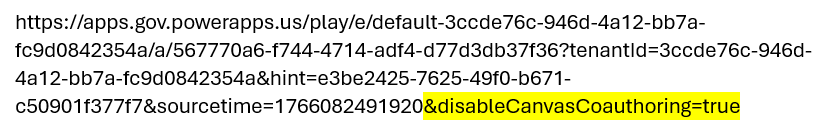 https://apps.gov.powerapps.us/play/e/default-3ccde76c-946d-4a12-bb7a-
fc9d0842354a/a/567770a6-f744-4714-adf4-d77d3db37f36?tenantId=3ccde76c-946d-
4a12-bb7a-fc9d0842354a&hint=e3be2425-7625-49f0-b671-
c50901f377f7&sourcetime=1766082491920&disableCanvasCoauthoring=true